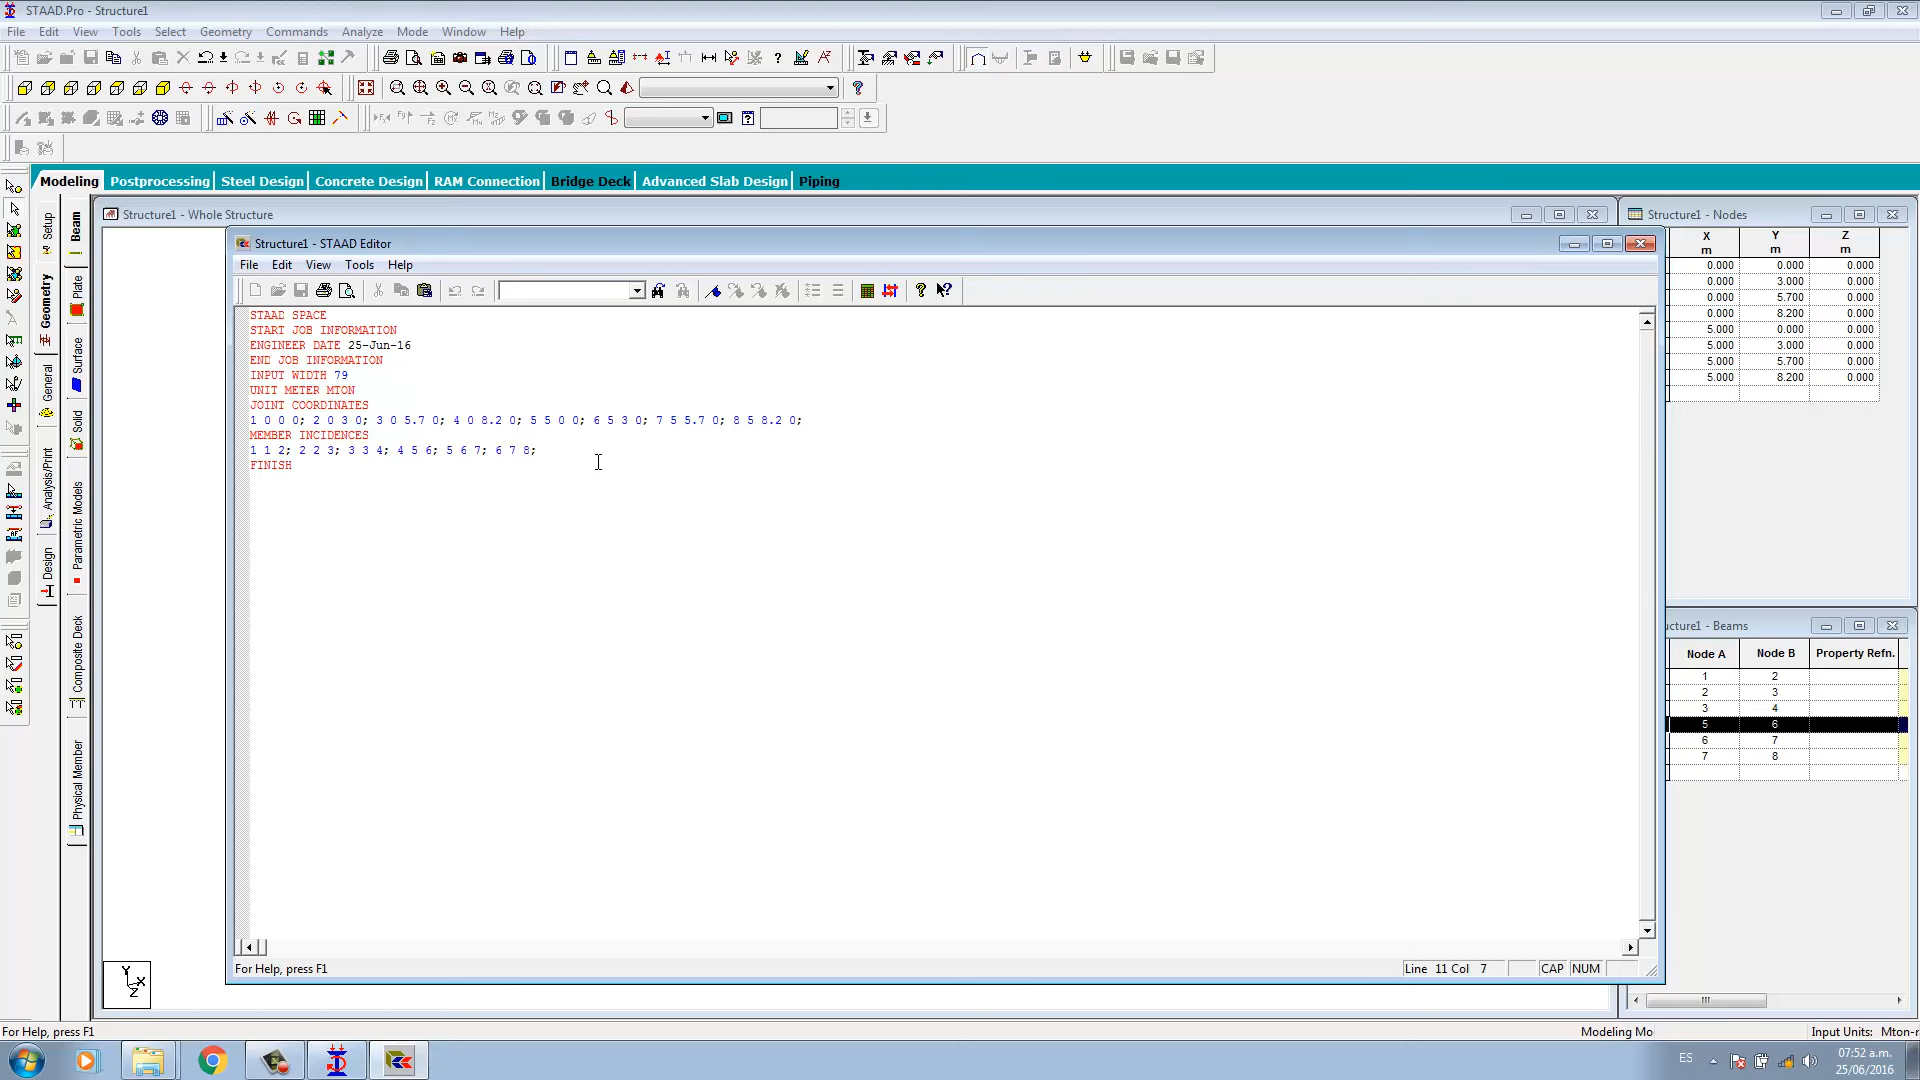 STAAD.Pro - Structure1
File Edit View Tools Select Geometry Commands Analyze Mode Window Help
Modeling Postprocessing Steel Design Concrete Design RAM Connection Bridge Deck Advanced Slab Design Piping
Setup
Geometry
General
Analysis/Print
Design
Beam
Plate
Surface
Solid
Parametric Models
Composite Deck
Physical Member
Structure1 - Whole Structure
Structure1 - STAAD Editor
File Edit View Tools Help
STAAD SPACE
START JOB INFORMATION
ENGINEER DATE 25-Jun-16
END JOB INFORMATION
INPUT WIDTH 79
UNIT METER MTON
JOINT COORDINATES
1 0 0 0; 2 0 3 0; 3 0 5.7 0; 4 0 8.2 0; 5 5 0 0; 6 5 3 0; 7 5 5.7 0; 8 5 8.2 0;
MEMBER INCIDENCES
1 1 2; 2 2 3; 3 3 4; 4 5 6; 5 6 7; 6 7 8;
FINISH
For Help, press F1
Line 11 Col 7 CAP NUM
Y
X
Z
Structure1 - Nodes
X Y Z
m m m
0.000 0.000 0.000
0.000 3.000 0.000
0.000 5.700 0.000
0.000 8.200 0.000
5.000 0.000 0.000
5.000 3.000 0.000
5.000 5.700 0.000
5.000 8.200 0.000
ucture1 - Beams
Node A Node B Property Refn.
1 2
2 3
3 4
5 6
6 7
7 8
For Help, press F1
Modeling Mo
Input Units: Mton-r
ES
07:52 a.m.
25/06/2016